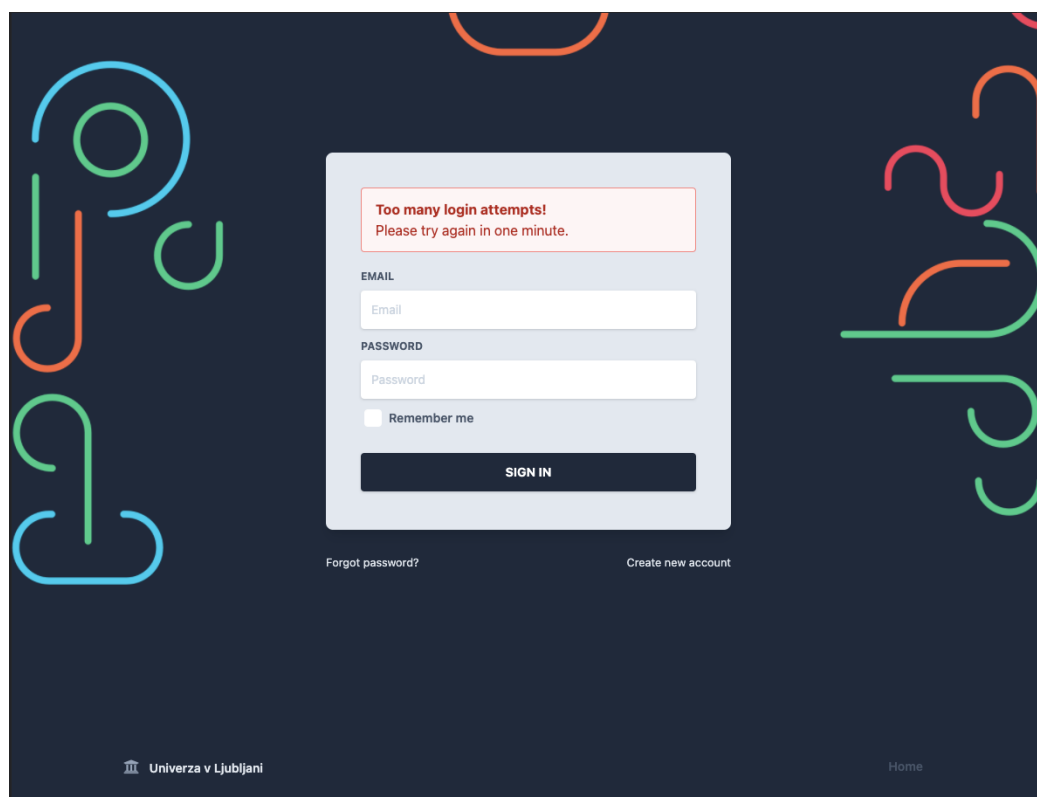 Too many login attempts!
Please try again in one minute.
EMAIL
Email
PASSWORD
Password
Remember me
SIGN IN
Forgot password?
Create new account
Univerza v Ljubljani
Home